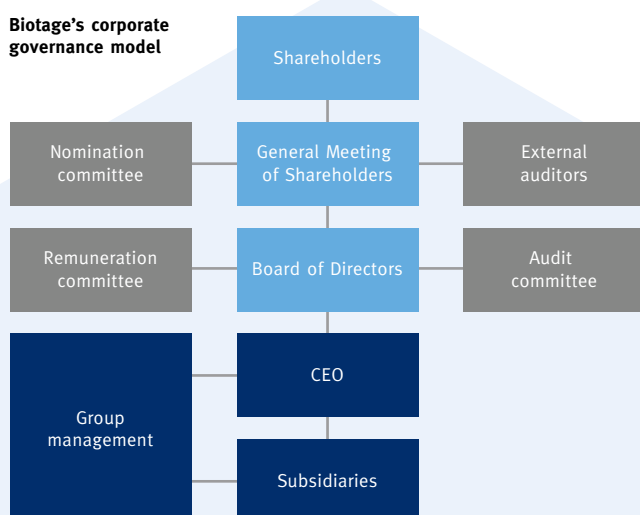 Biotage's corporate
governance model
Shareholders
Nomination
committee
General Meeting
of Shareholders
External
auditors
Remuneration
committee
Board of Directors
Audit
committee
Group
management
CEO
Subsidiaries